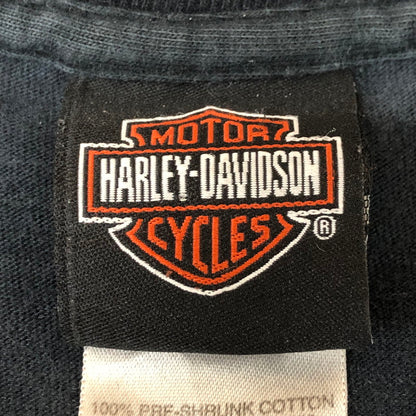 MOTOR
HARLEY-DAVIDSON
CYCLES
®
100% PRE-SHRUNK COTTON